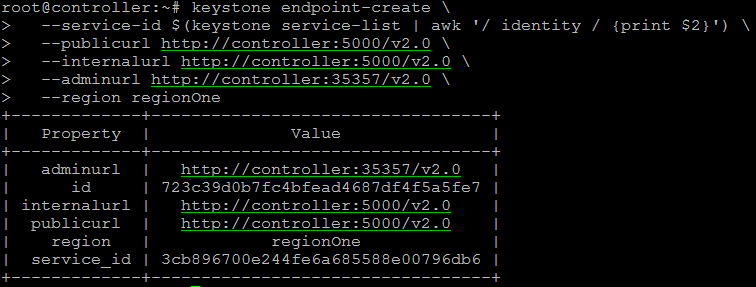 root@controller:~# keystone endpoint-create \
>   --service-id $(keystone service-list | awk '/ identity / {print $2}') \
>   --publicurl http://controller:5000/v2.0 \
>   --internalurl http://controller:5000/v2.0 \
>   --adminurl http://controller:35357/v2.0 \
>   --region regionOne
+-------------+----------------------------------+
|   Property  |              Value               |
+-------------+----------------------------------+
|   adminurl  |   http://controller:35357/v2.0   |
|      id     | 723c39d0b7fc4bfead4687df4f5a5fe7 |
| internalurl |   http://controller:5000/v2.0    |
|  publicurl  |   http://controller:5000/v2.0    |
|    region   |            regionOne             |
|  service_id | 3cb896700e244fe6a685588e00796db6 |
+-------------+----------------------------------+